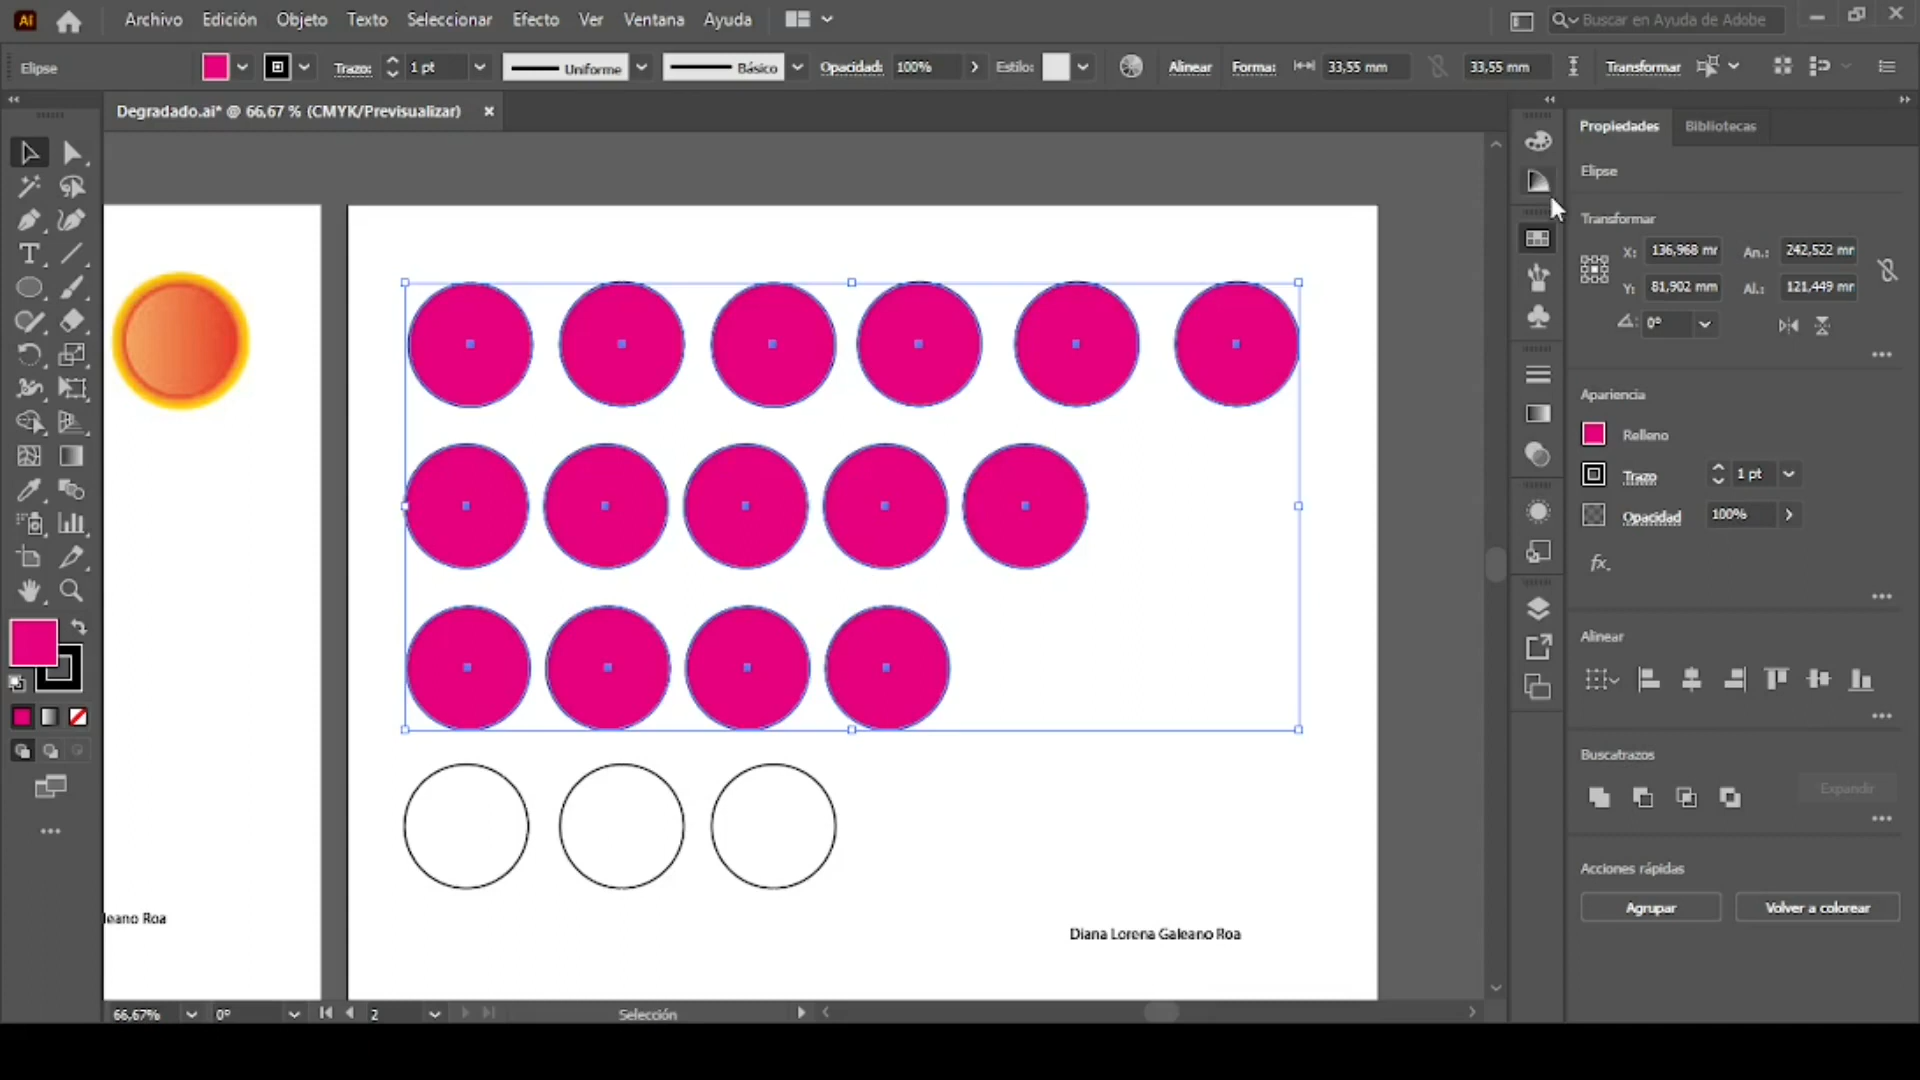 Ai
Archivo Edición Objeto Texto Seleccionar Efecto Ver Ventana Ayuda
Buscar en Ayuda de Adobe
Elipse
Trazo: 1 pt
Uniforme
Básico
Opacidad: 100%
Estilo:
Alinear
Forma:
33,55 mm
33,55 mm
Transformar
Degradado.ai* @ 66,67 % (CMYK/Previsualizar)
Propiedades
Bibliotecas
Elipse
Transformar
X: 136,968 mr
An.: 242,522 mr
Y: 81,902 mm
Al.: 121,449 mr
0°
Apariencia
Relleno
Trazo
1 pt
Opacidad
100%
fx.
Alinear
Buscatrazos
Expandir
Acciones rápidas
Agrupar
Volver a colorear
leano Roa
Diana Lorena Galeano Roa
66,67%
0°
2
Selección